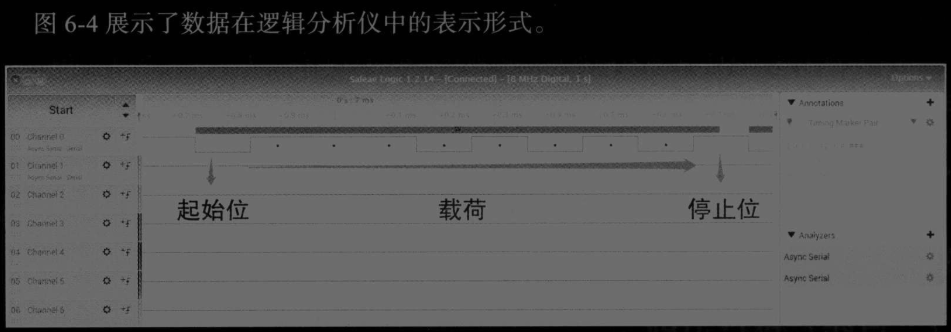 图 6-4 展示了数据在逻辑分析仪中的表示形式。
Saleae Logic 1.2.14 - [Connected] - [8 MHz Digital, 1 s]
Options
Start
Annotations
Timing Marker Pair
00 Channel 0
Async Serial - Serial
01 Channel 1
Async Serial - Serial
02 Channel 2
起始位 载荷 停止位
03 Channel 3
Analyzers
04 Channel 4
Async Serial
05 Channel 5
Async Serial
06 Channel 6